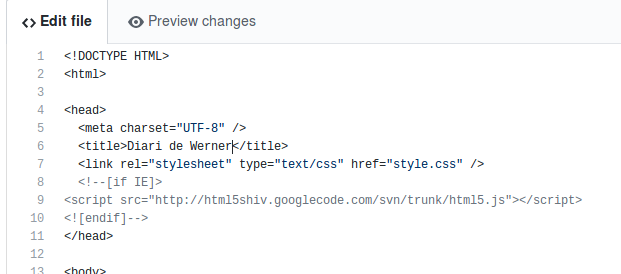 Edit file Preview changes
1 <!DOCTYPE HTML>
2 <html>
3
4 <head>
5 <meta charset="UTF-8" />
6 <title>Diari de Werner</title>
7 <link rel="stylesheet" type="text/css" href="style.css" />
8 <!--[if IE]>
9 <script src="http://html5shiv.googlecode.com/svn/trunk/html5.js"></script>
10 <![endif]-->
11 </head>
12
13 <body>